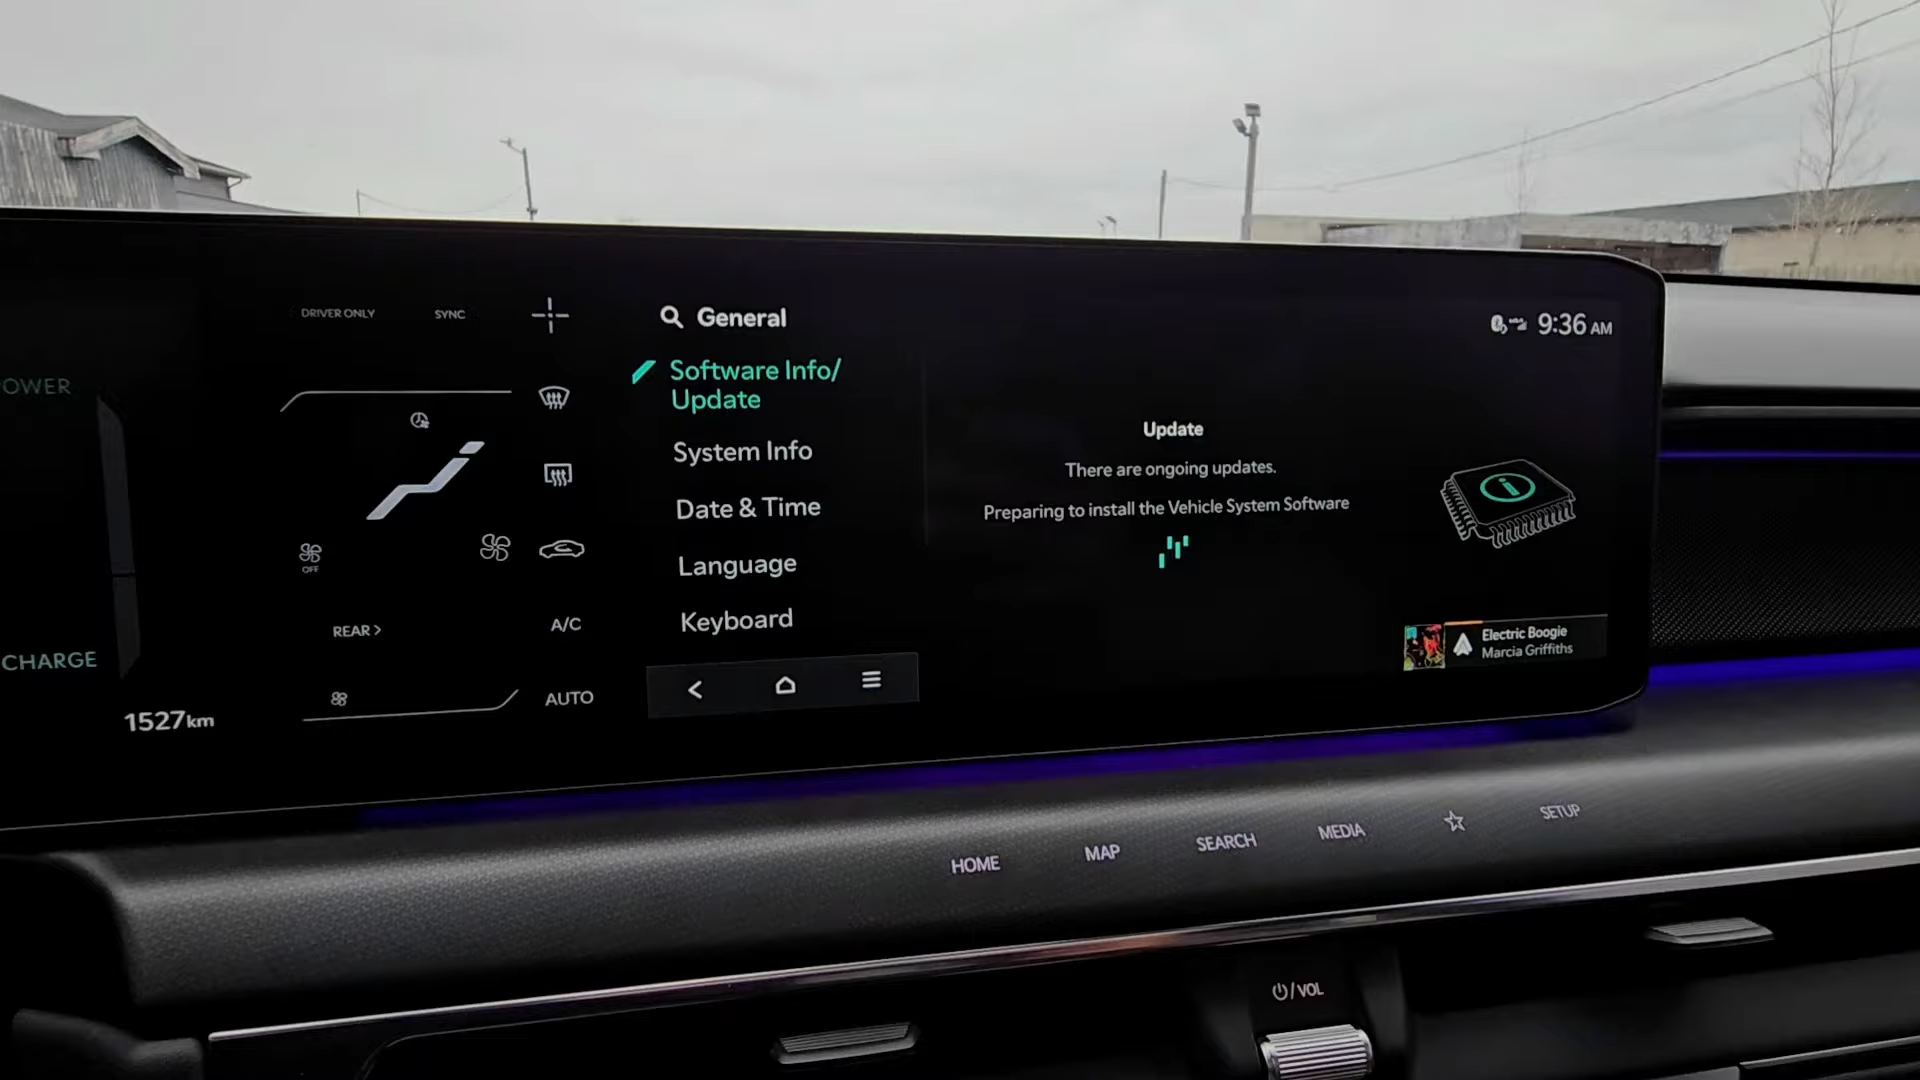 DRIVER ONLY
SYNC
OFF
REAR >
A/C
AUTO
OWER
CHARGE
1527km
General
Software Info/
Update
System Info
Date & Time
Language
Keyboard
9:36 AM
Update
There are ongoing updates.
Preparing to install the Vehicle System Software
Electric Boogie
Marcia Griffiths
HOME
MAP
SEARCH
MEDIA
SETUP
/VOL